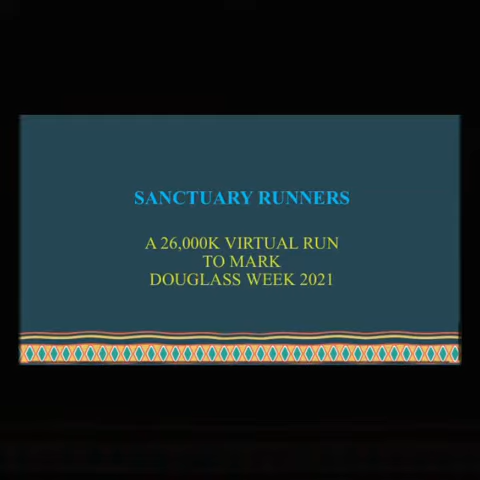 SANCTUARY RUNNERS
A 26,000K VIRTUAL RUN
TO MARK
DOUGLASS WEEK 2021